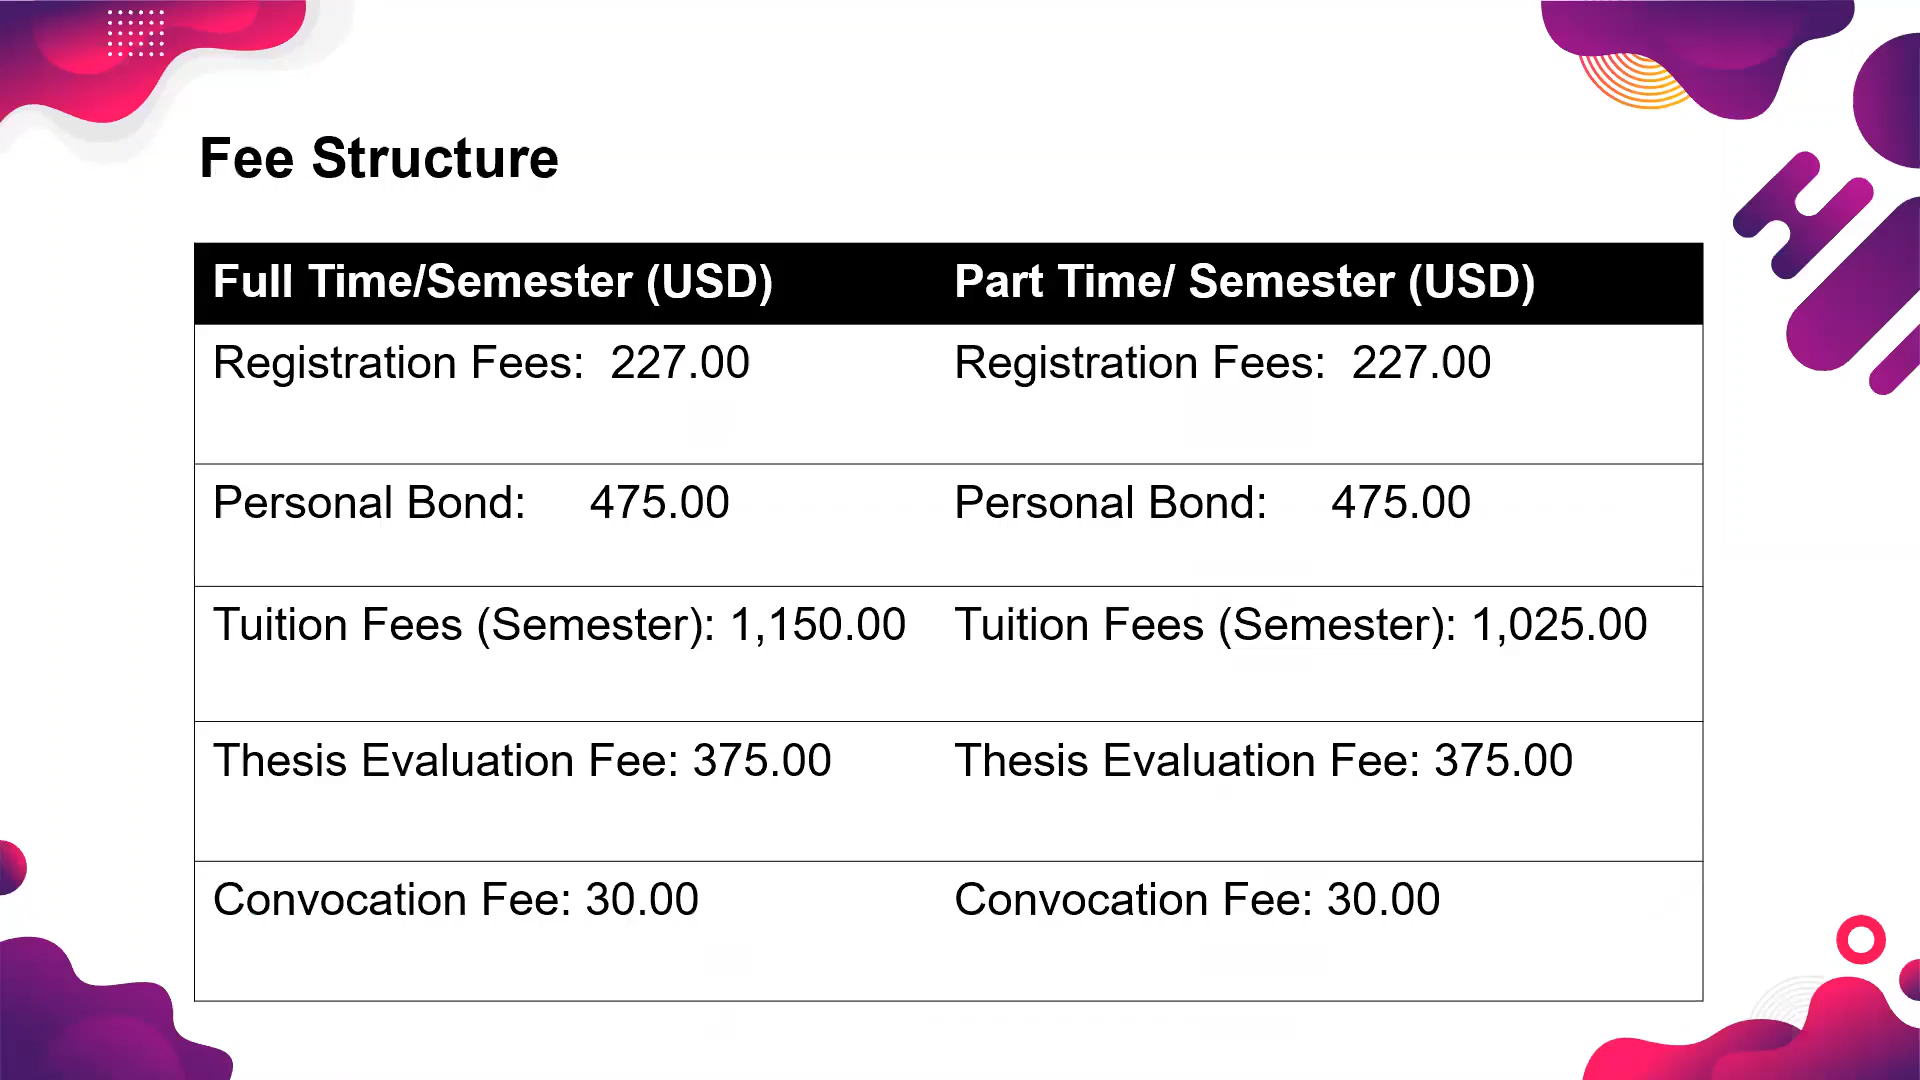 Fee Structure
Full Time/Semester (USD) Part Time/ Semester (USD)
Registration Fees: 227.00 Registration Fees: 227.00
Personal Bond: 475.00 Personal Bond: 475.00
Tuition Fees (Semester): 1,150.00 Tuition Fees (Semester): 1,025.00
Thesis Evaluation Fee: 375.00 Thesis Evaluation Fee: 375.00
Convocation Fee: 30.00 Convocation Fee: 30.00